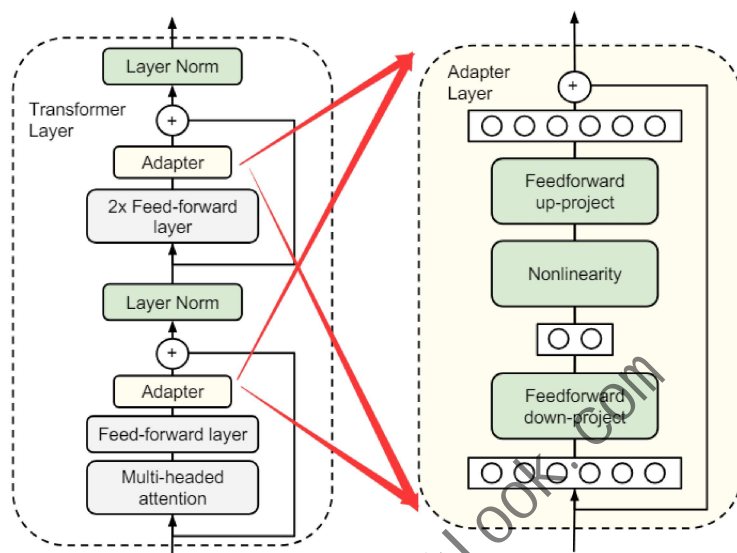 Layer Norm
Transformer
Layer
+
Adapter
2x Feed-forward
layer
Layer Norm
+
Adapter
Feed-forward layer
Multi-headed
attention
Adapter
Layer
+
Feedforward
up-project
Nonlinearity
Feedforward
down-project